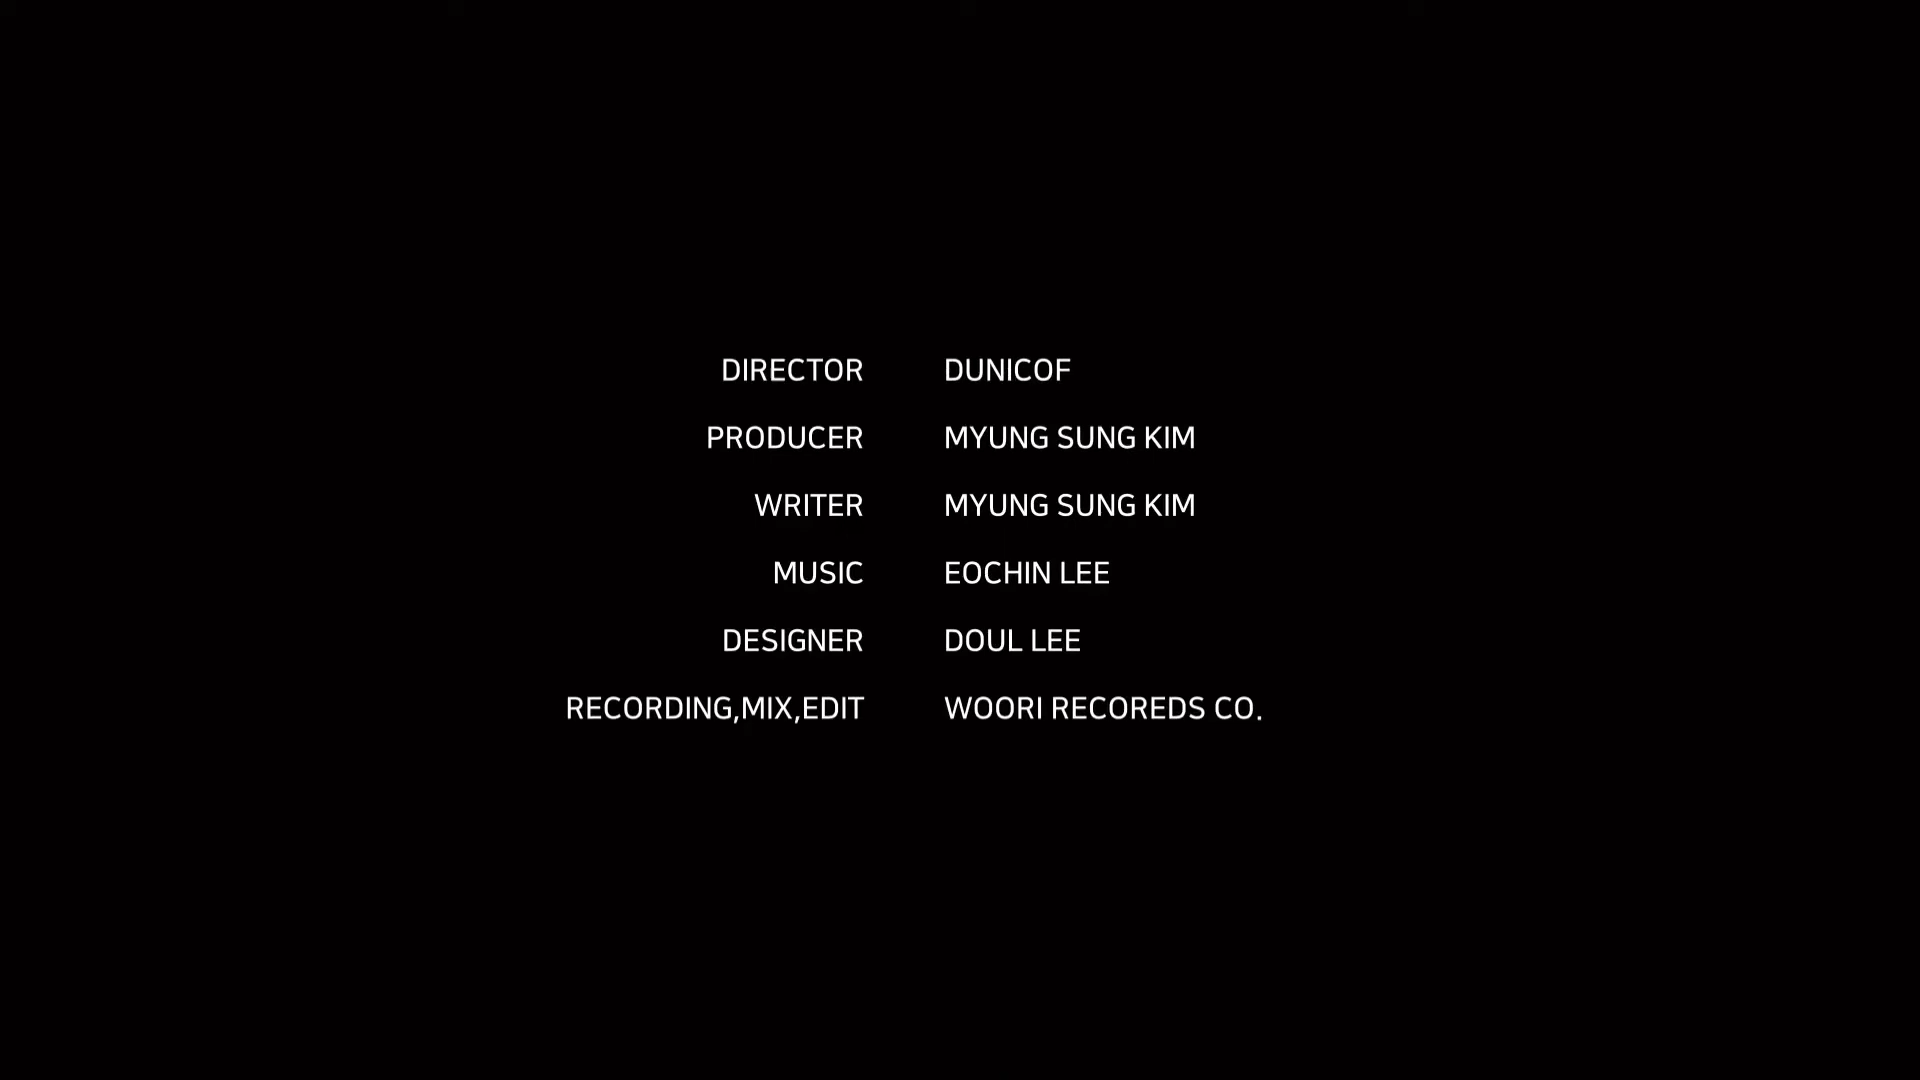 DIRECTOR DUNICOF
PRODUCER MYUNG SUNG KIM
WRITER MYUNG SUNG KIM
MUSIC EOCHIN LEE
DESIGNER DOUL LEE
RECORDING,MIX,EDIT WOORI RECOREDS CO.